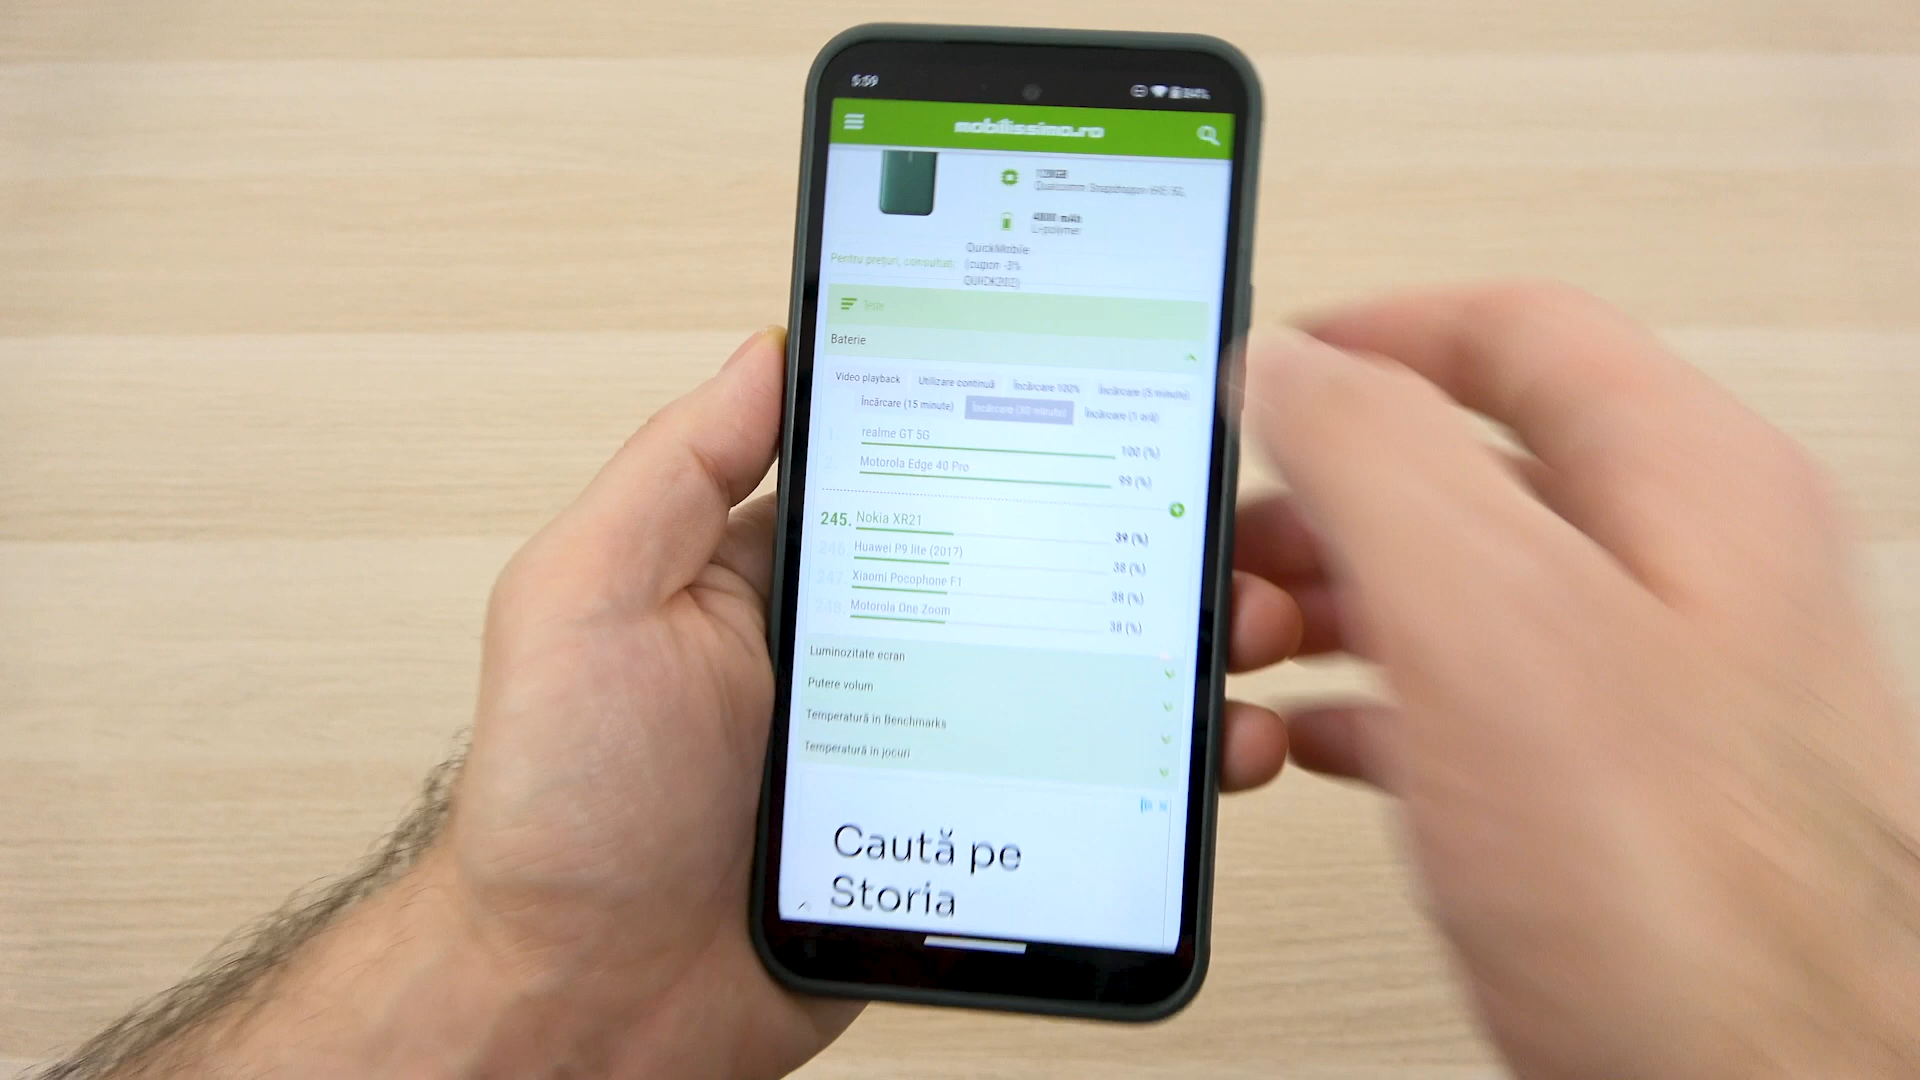 5:59
mobilissimo.ro
128GB
Qualcomm Snapdragon 695 5G
4800 mAh
Li-polymer
Pentru prețuri, consultați:
QuickMobile
(cupon -3%
QUICK202)
Teste
Baterie
Video playback Utilizare continuă Încărcare 100% Încărcare (5 minute)
Încărcare (15 minute) Încărcare (30 minute) Încărcare (1 oră)
1. realme GT 5G 100 (%)
2. Motorola Edge 40 Pro 99 (%)
245. Nokia XR21 39 (%)
246. Huawei P9 lite (2017) 38 (%)
247. Xiaomi Pocophone F1 38 (%)
248. Motorola One Zoom 38 (%)
Luminozitate ecran
Putere volum
Temperatură în Benchmarks
Temperatură în jocuri
Caută pe
Storia